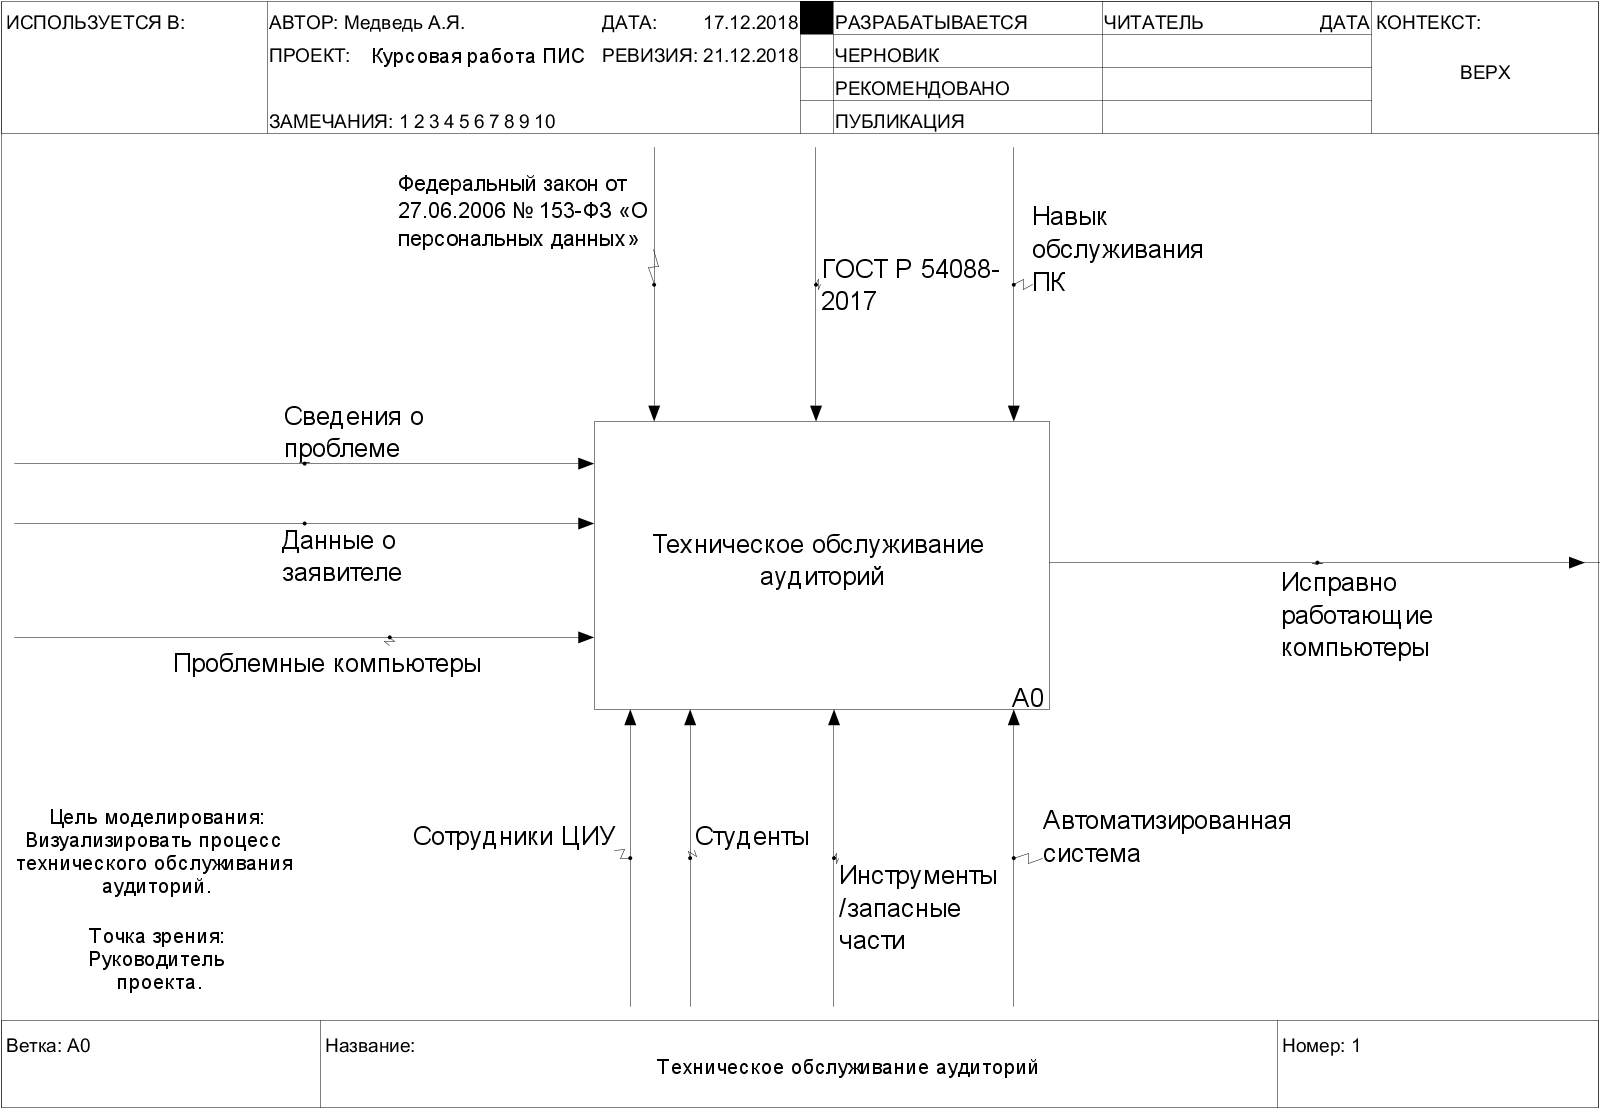 ИСПОЛЬЗУЕТСЯ В:
АВТОР: Медведь А.Я.
ДАТА: 17.12.2018
ПРОЕКТ: Курсовая работа ПИС
РЕВИЗИЯ: 21.12.2018
ЗАМЕЧАНИЯ: 1 2 3 4 5 6 7 8 9 10
РАЗРАБАТЫВАЕТСЯ
ЧЕРНОВИК
РЕКОМЕНДОВАНО
ПУБЛИКАЦИЯ
ЧИТАТЕЛЬ
ДАТА
КОНТЕКСТ:
ВЕРХ
Федеральный закон от
27.06.2006 № 153-ФЗ «О
персональных данных»
ГОСТ Р 54088-
2017
Навык
обслуживания
ПК
Сведения о
проблеме
Данные о
заявителе
Проблемные компьютеры
Техническое обслуживание
аудиторий
A0
Исправно
работающие
компьютеры
Сотрудники ЦИУ
Студенты
Инструменты
/запасные
части
Автоматизированная
система
Цель моделирования:
Визуализировать процесс
технического обслуживания
аудиторий.
Точка зрения:
Руководитель
проекта.
Ветка: A0
Название:
Техническое обслуживание аудиторий
Номер: 1